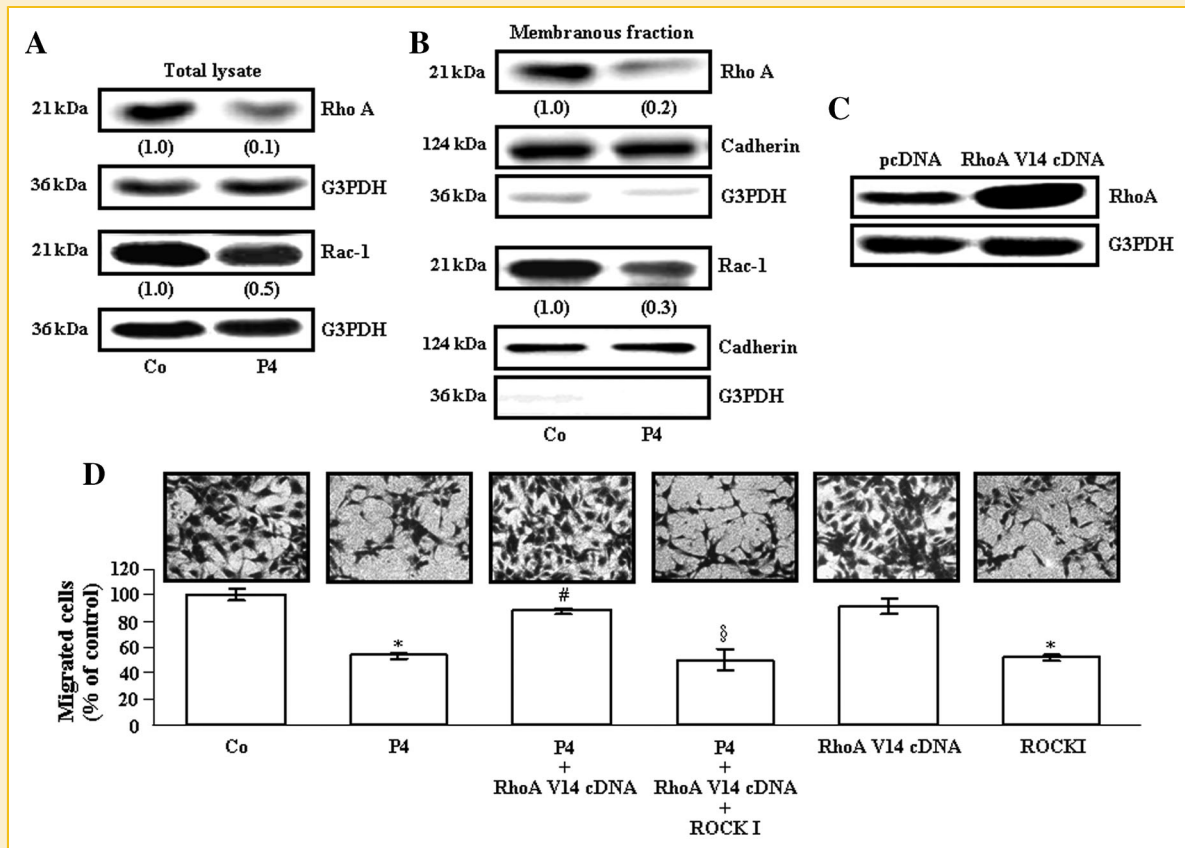 A
Total lysate
21 kDa Rho A
(1.0) (0.1)
36 kDa G3PDH
21 kDa Rac-1
(1.0) (0.5)
36 kDa G3PDH
Co P4
B
Membranous fraction
21 kDa Rho A
(1.0) (0.2)
124 kDa Cadherin
36 kDa G3PDH
21 kDa Rac-1
(1.0) (0.3)
124 kDa Cadherin
36 kDa G3PDH
Co P4
C
pcDNA RhoA V14 cDNA
RhoA
G3PDH
D
Migrated cells
(% of control)
120
100
80
60
40
20
0
* # § *
Co P4 P4 P4 RhoA V14 cDNA ROCKI
+ +
RhoA V14 cDNA RhoA V14 cDNA
+
ROCK I